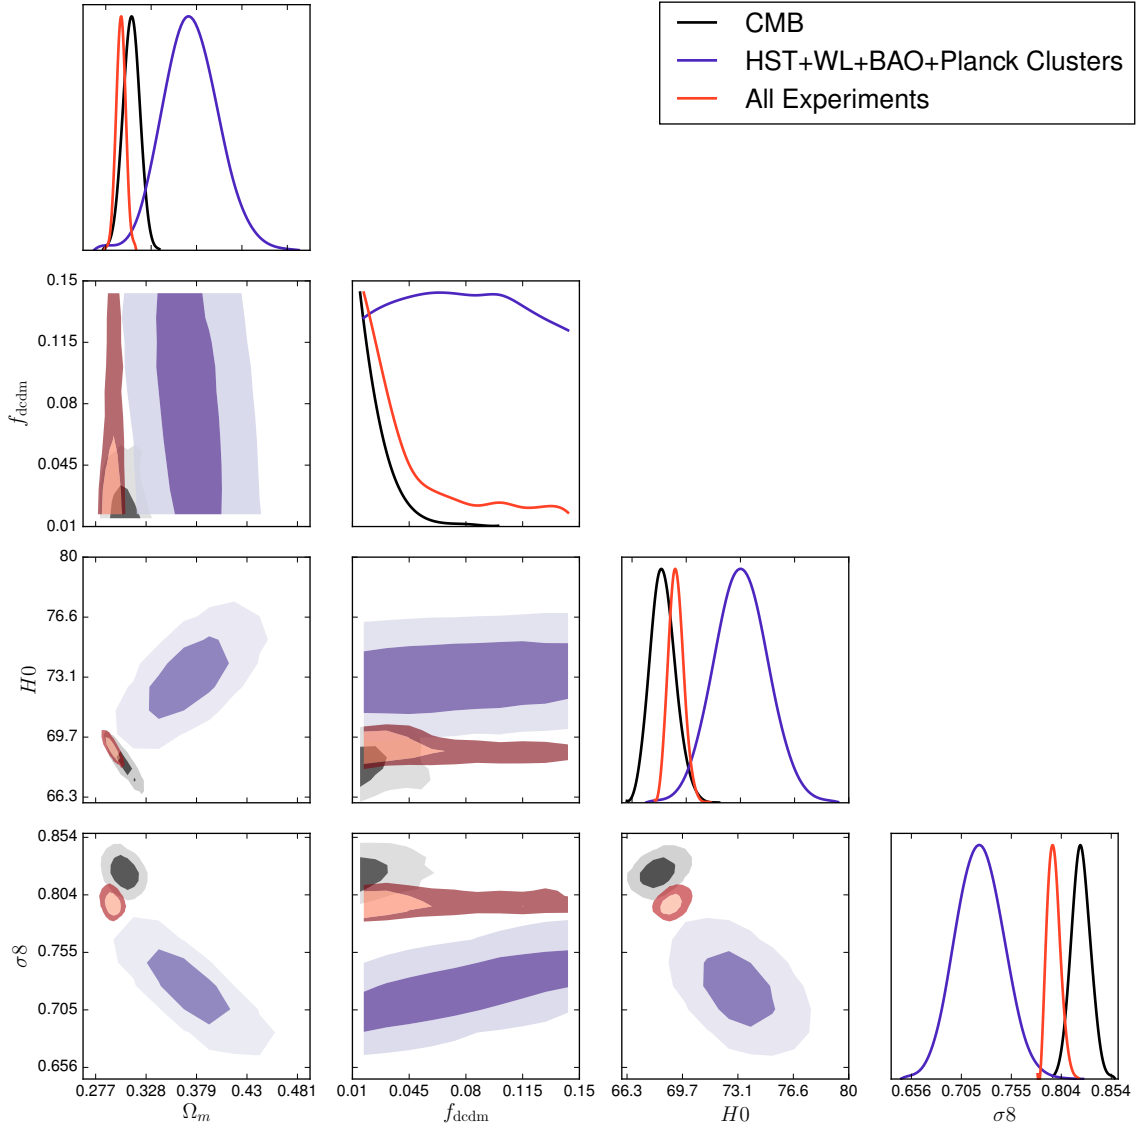 CMB
HST+WL+BAO+Planck Clusters
All Experiments
0.15
0.115
0.08
0.045
0.01
f_dcdm
80
76.6
73.1
69.7
66.3
H0
0.854
0.804
0.755
0.705
0.656
σ8
0.277 0.328 0.379 0.43 0.481
Ω_m
0.01 0.045 0.08 0.115 0.15
f_dcdm
66.3 69.7 73.1 76.6 80
H0
0.656 0.705 0.755 0.804 0.854
σ8